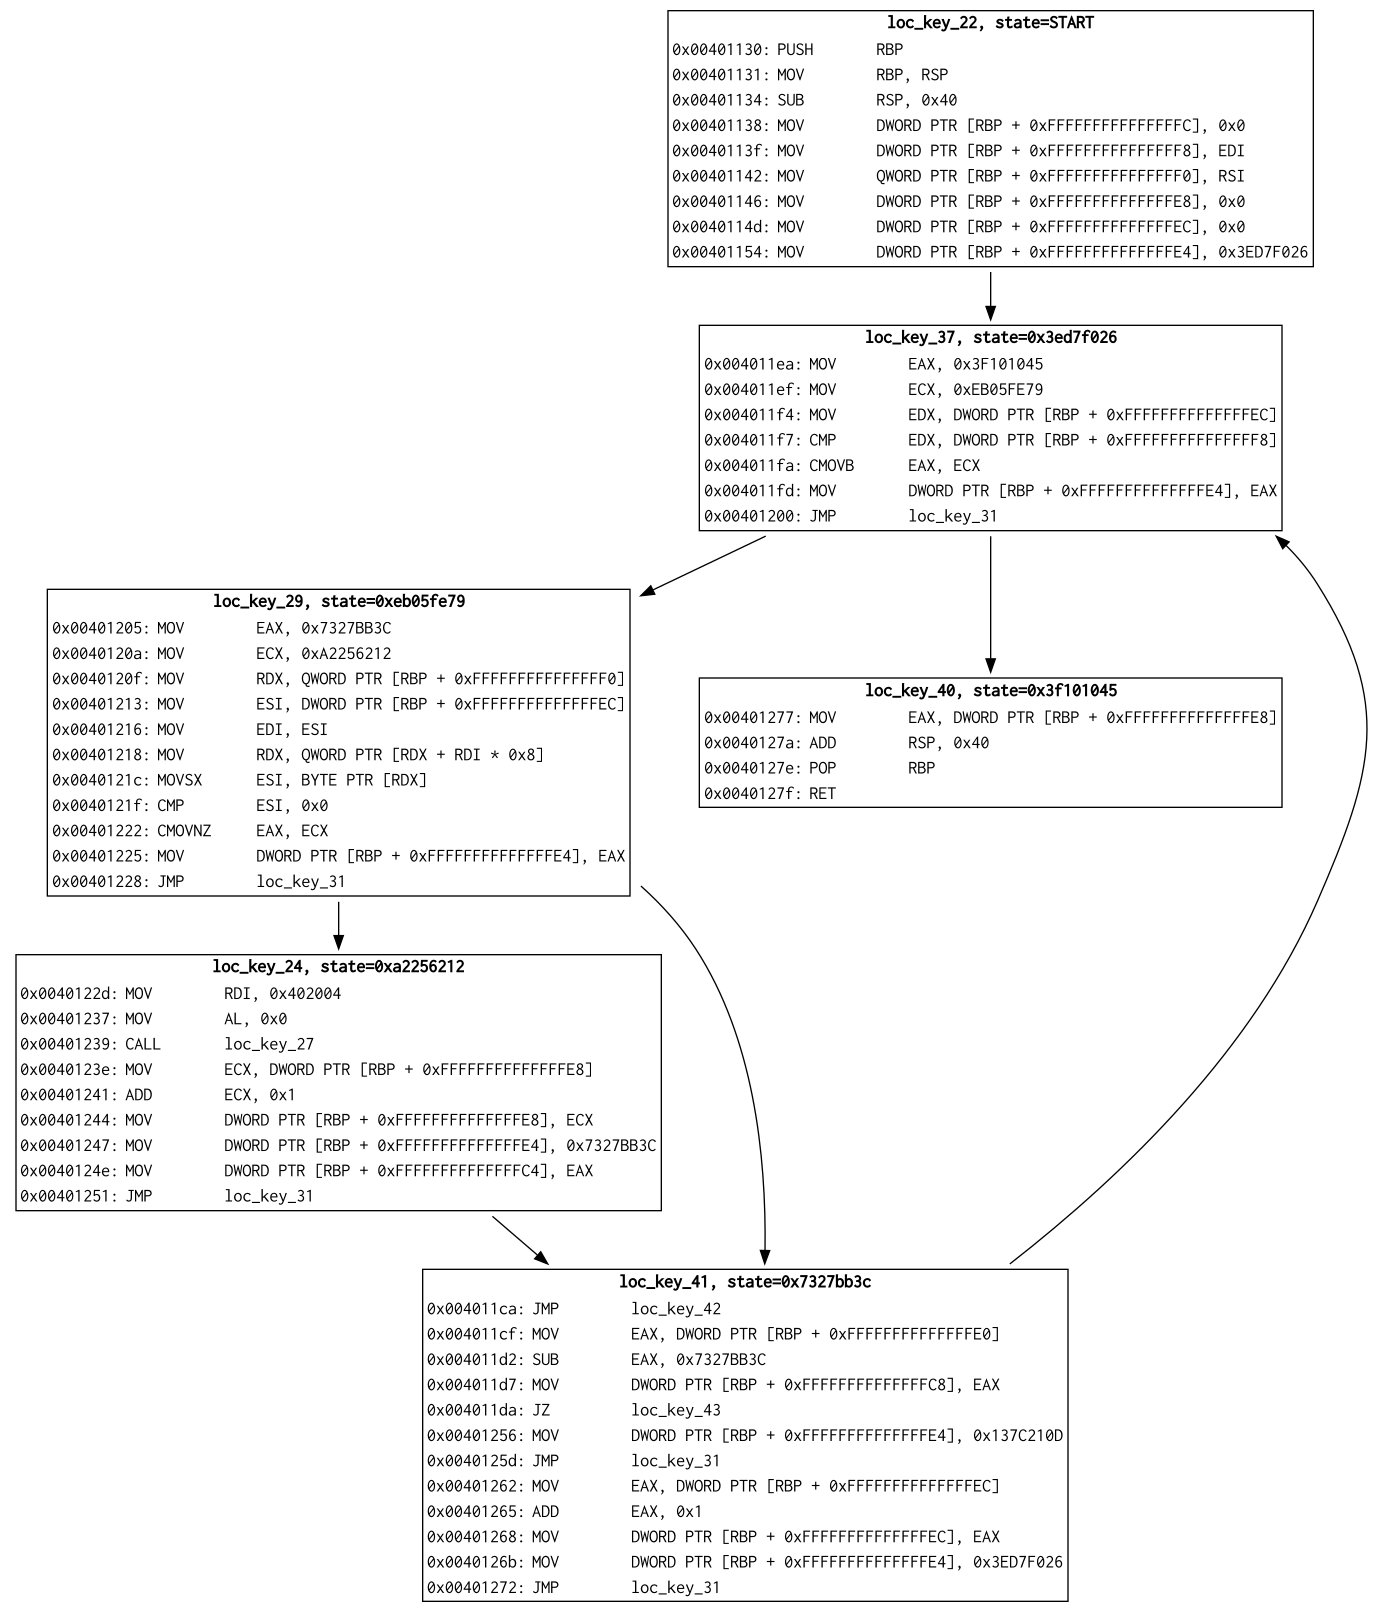 loc_key_22, state=START
0x00401130: PUSH RBP
0x00401131: MOV RBP, RSP
0x00401134: SUB RSP, 0x40
0x00401138: MOV DWORD PTR [RBP + 0xFFFFFFFFFFFFFFFC], 0x0
0x0040113f: MOV DWORD PTR [RBP + 0xFFFFFFFFFFFFFFF8], EDI
0x00401142: MOV QWORD PTR [RBP + 0xFFFFFFFFFFFFFFF0], RSI
0x00401146: MOV DWORD PTR [RBP + 0xFFFFFFFFFFFFFFE8], 0x0
0x0040114d: MOV DWORD PTR [RBP + 0xFFFFFFFFFFFFFFEC], 0x0
0x00401154: MOV DWORD PTR [RBP + 0xFFFFFFFFFFFFFFE4], 0x3ED7F026
loc_key_37, state=0x3ed7f026
0x004011ea: MOV EAX, 0x3F101045
0x004011ef: MOV ECX, 0xEB05FE79
0x004011f4: MOV EDX, DWORD PTR [RBP + 0xFFFFFFFFFFFFFFEC]
0x004011f7: CMP EDX, DWORD PTR [RBP + 0xFFFFFFFFFFFFFFF8]
0x004011fa: CMOVB EAX, ECX
0x004011fd: MOV DWORD PTR [RBP + 0xFFFFFFFFFFFFFFE4], EAX
0x00401200: JMP loc_key_31
loc_key_29, state=0xeb05fe79
0x00401205: MOV EAX, 0x7327BB3C
0x0040120a: MOV ECX, 0xA2256212
0x0040120f: MOV RDX, QWORD PTR [RBP + 0xFFFFFFFFFFFFFFF0]
0x00401213: MOV ESI, DWORD PTR [RBP + 0xFFFFFFFFFFFFFFEC]
0x00401216: MOV EDI, ESI
0x00401218: MOV RDX, QWORD PTR [RDX + RDI * 0x8]
0x0040121c: MOVSX ESI, BYTE PTR [RDX]
0x0040121f: CMP ESI, 0x0
0x00401222: CMOVNZ EAX, ECX
0x00401225: MOV DWORD PTR [RBP + 0xFFFFFFFFFFFFFFE4], EAX
0x00401228: JMP loc_key_31
loc_key_40, state=0x3f101045
0x00401277: MOV EAX, DWORD PTR [RBP + 0xFFFFFFFFFFFFFFE8]
0x0040127a: ADD RSP, 0x40
0x0040127e: POP RBP
0x0040127f: RET
loc_key_24, state=0xa2256212
0x0040122d: MOV RDI, 0x402004
0x00401237: MOV AL, 0x0
0x00401239: CALL loc_key_27
0x0040123e: MOV ECX, DWORD PTR [RBP + 0xFFFFFFFFFFFFFFE8]
0x00401241: ADD ECX, 0x1
0x00401244: MOV DWORD PTR [RBP + 0xFFFFFFFFFFFFFFE8], ECX
0x00401247: MOV DWORD PTR [RBP + 0xFFFFFFFFFFFFFFE4], 0x7327BB3C
0x0040124e: MOV DWORD PTR [RBP + 0xFFFFFFFFFFFFFFC4], EAX
0x00401251: JMP loc_key_31
loc_key_41, state=0x7327bb3c
0x004011ca: JMP loc_key_42
0x004011cf: MOV EAX, DWORD PTR [RBP + 0xFFFFFFFFFFFFFFE0]
0x004011d2: SUB EAX, 0x7327BB3C
0x004011d7: MOV DWORD PTR [RBP + 0xFFFFFFFFFFFFFFC8], EAX
0x004011da: JZ loc_key_43
0x00401256: MOV DWORD PTR [RBP + 0xFFFFFFFFFFFFFFE4], 0x137C210D
0x0040125d: JMP loc_key_31
0x00401262: MOV EAX, DWORD PTR [RBP + 0xFFFFFFFFFFFFFFEC]
0x00401265: ADD EAX, 0x1
0x00401268: MOV DWORD PTR [RBP + 0xFFFFFFFFFFFFFFEC], EAX
0x0040126b: MOV DWORD PTR [RBP + 0xFFFFFFFFFFFFFFE4], 0x3ED7F026
0x00401272: JMP loc_key_31